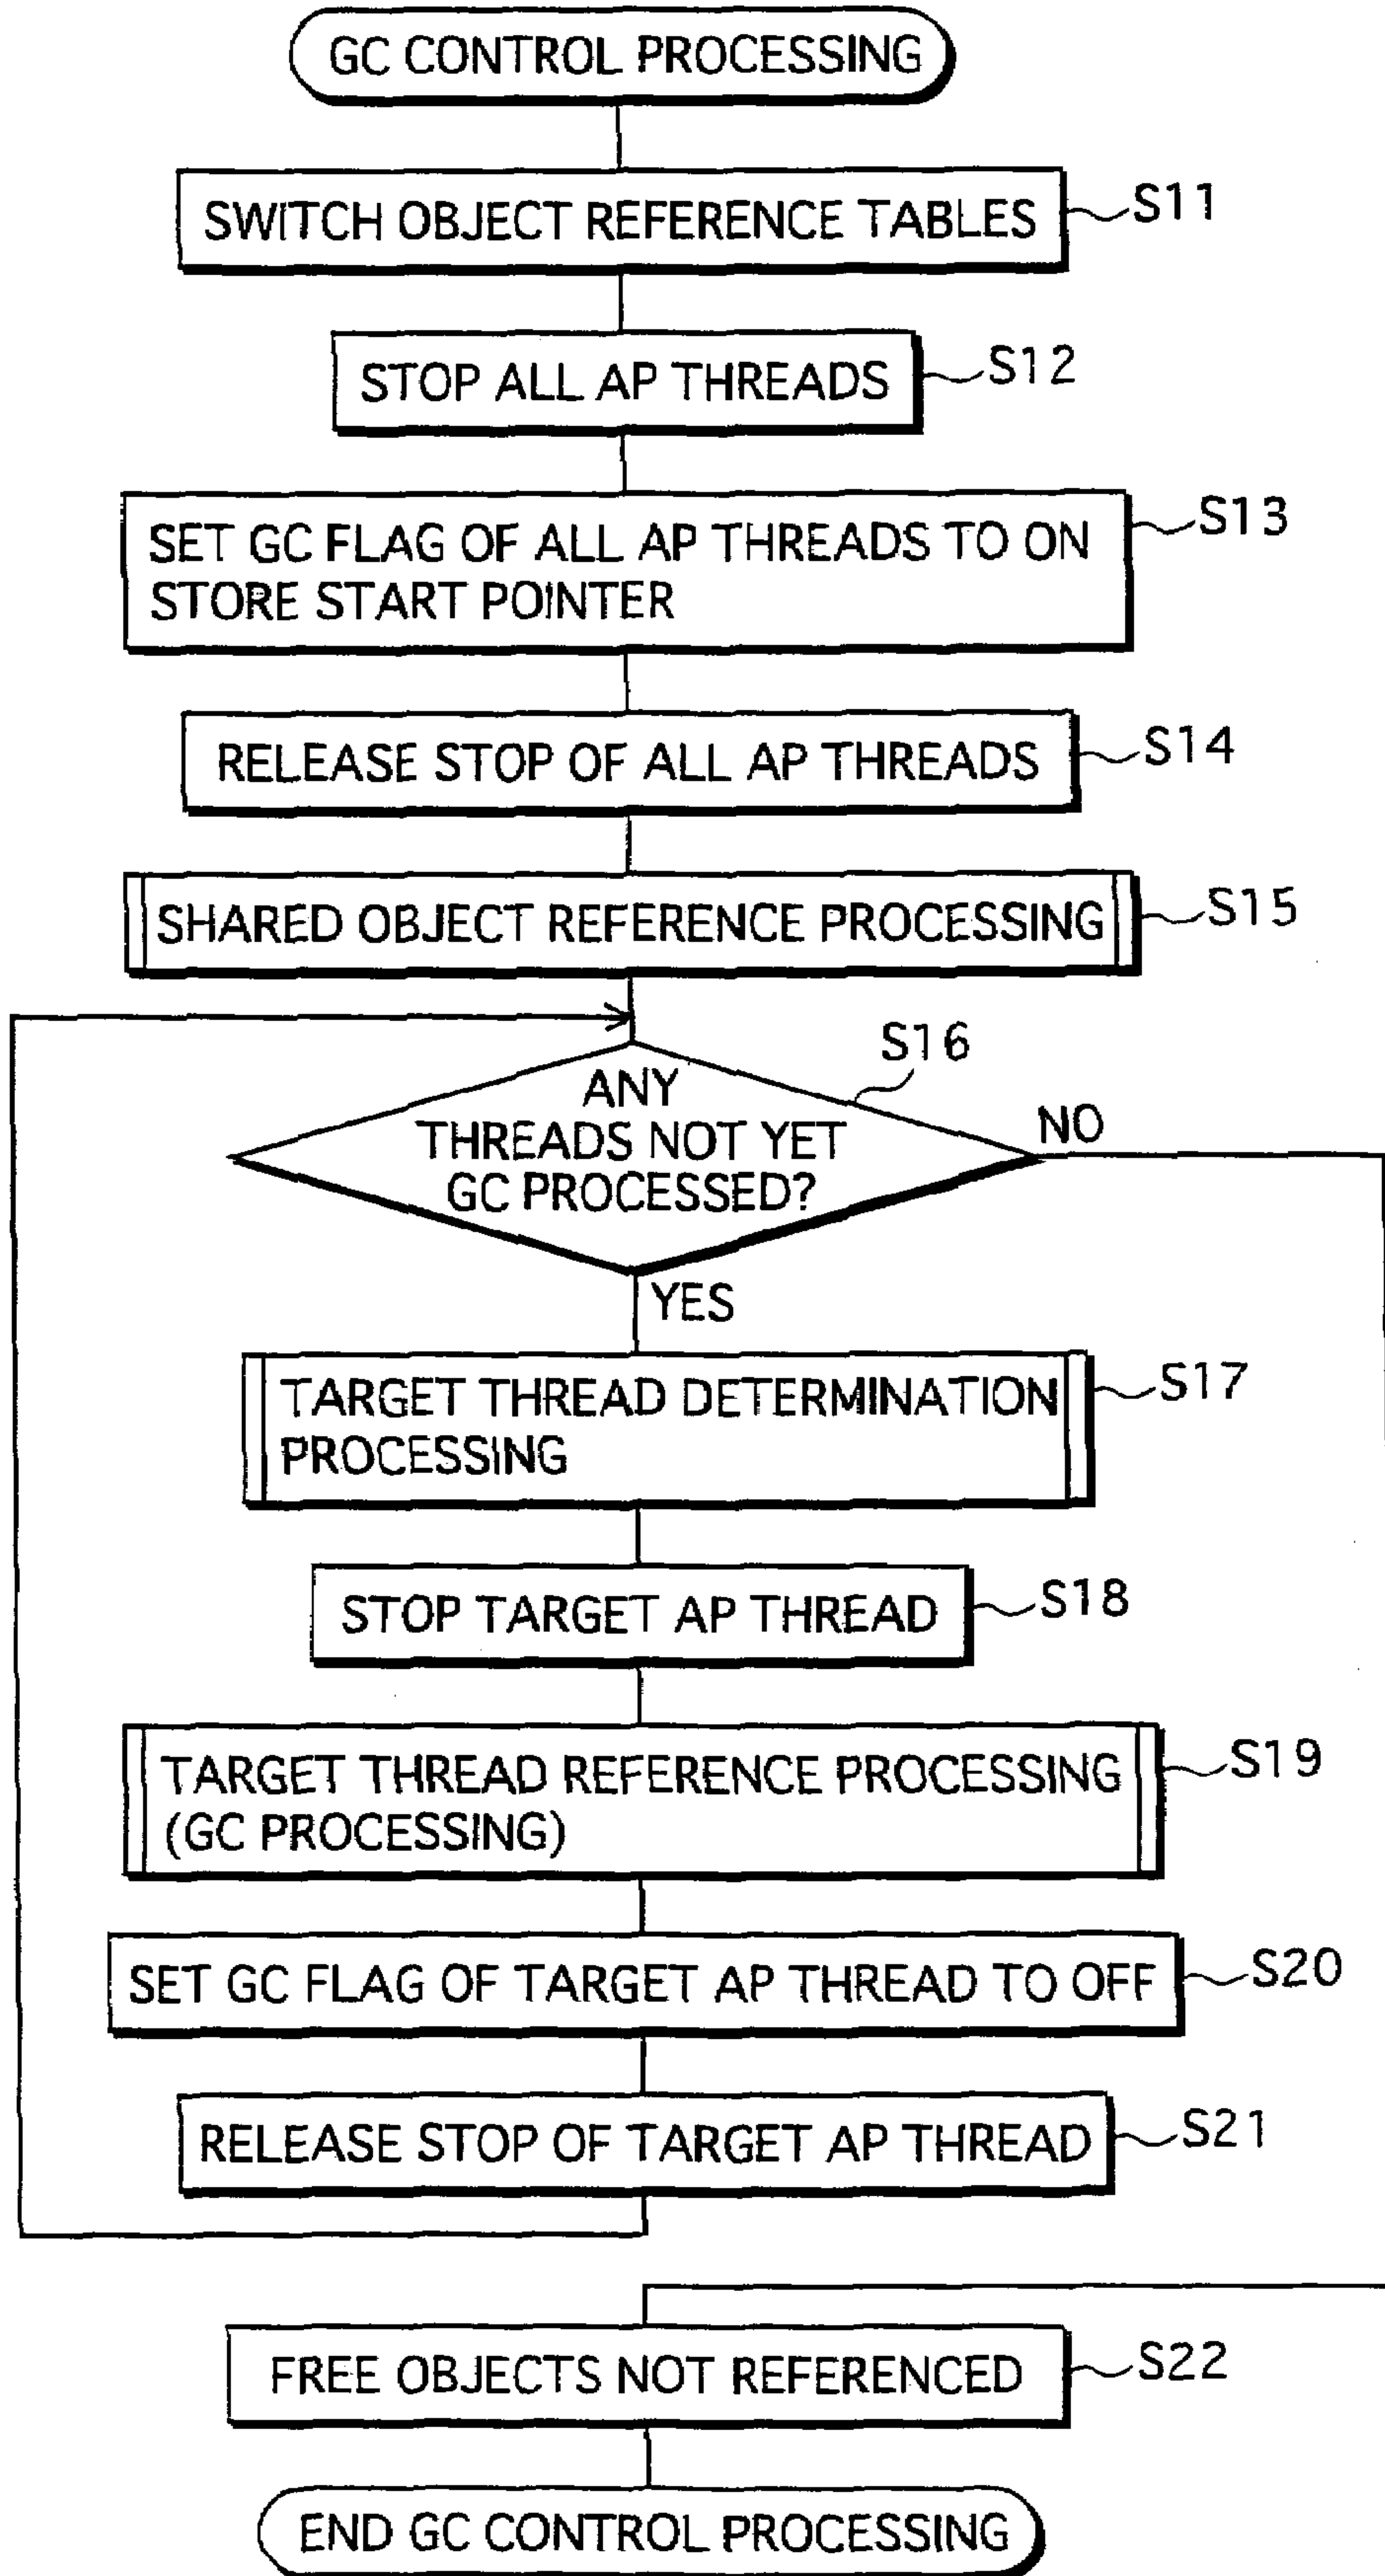 GC CONTROL PROCESSING
SWITCH OBJECT REFERENCE TABLES
S11
STOP ALL AP THREADS
S12
SET GC FLAG OF ALL AP THREADS TO ON
STORE START POINTER
S13
RELEASE STOP OF ALL AP THREADS
S14
SHARED OBJECT REFERENCE PROCESSING
S15
S16
ANY
THREADS NOT YET
GC PROCESSED?
NO
YES
TARGET THREAD DETERMINATION
PROCESSING
S17
STOP TARGET AP THREAD
S18
TARGET THREAD REFERENCE PROCESSING
(GC PROCESSING)
S19
SET GC FLAG OF TARGET AP THREAD TO OFF
S20
RELEASE STOP OF TARGET AP THREAD
S21
FREE OBJECTS NOT REFERENCED
S22
END GC CONTROL PROCESSING